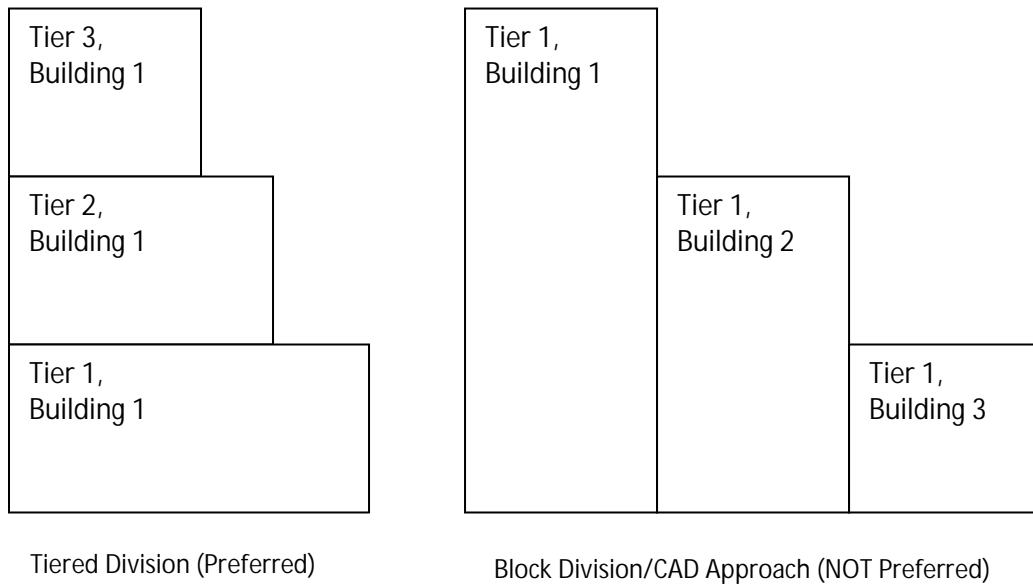 Tier 3,
Building 1
Tier 2,
Building 1
Tier 1,
Building 1
Tiered Division (Preferred)
Tier 1,
Building 1
Tier 1,
Building 2
Tier 1,
Building 3
Block Division/CAD Approach (NOT Preferred)